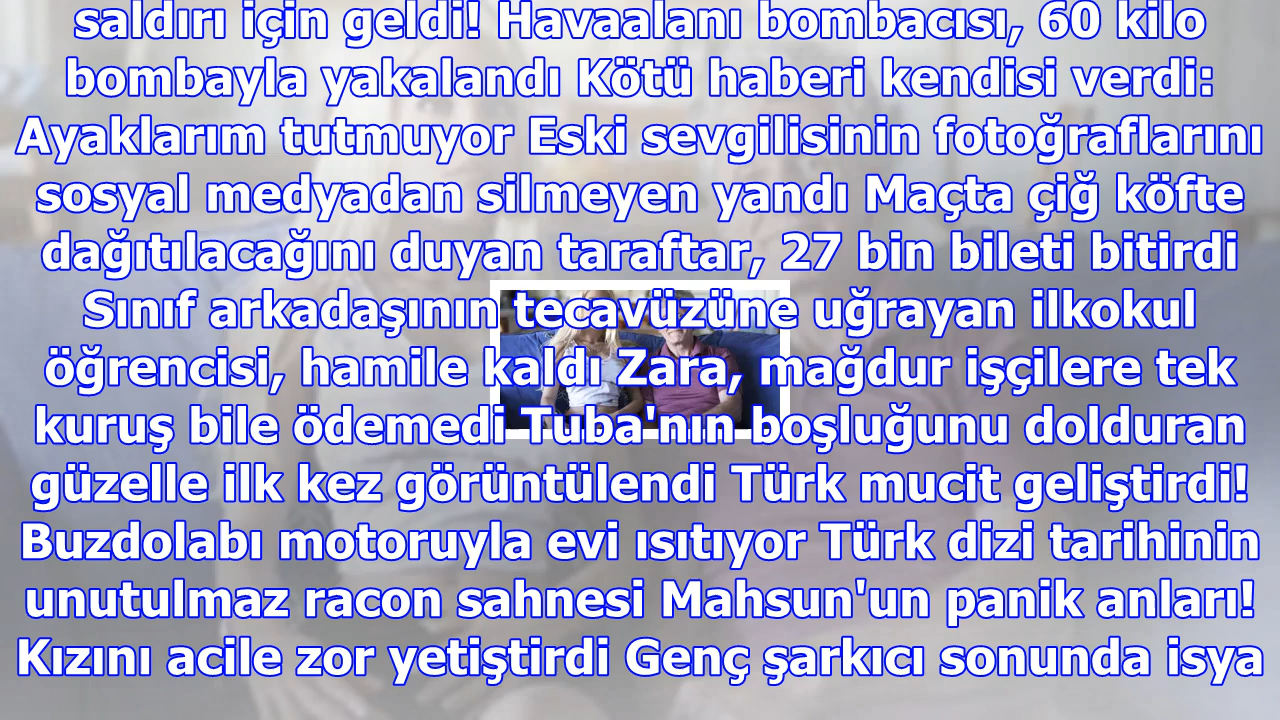 saldırı için geldi! Havaalanı bombacısı, 60 kilo
bombayla yakalandı Kötü haberi kendisi verdi:
Ayaklarım tutmuyor Eski sevgilisinin fotoğraflarını
sosyal medyadan silmeyen yandı Maçta çiğ köfte
dağıtılacağını duyan taraftar, 27 bin bileti bitirdi
Sınıf arkadaşının tecavüzüne uğrayan ilkokul
öğrencisi, hamile kaldı Zara, mağdur işçilere tek
kuruş bile ödemedi Tuba'nın boşluğunu dolduran
güzelle ilk kez görüntülendi Türk mucit geliştirdi!
Buzdolabı motoruyla evi ısıtıyor Türk dizi tarihinin
unutulmaz racon sahnesi Mahsun'un panik anları!
Kızını acile zor yetiştirdi Genç şarkıcı sonunda isya